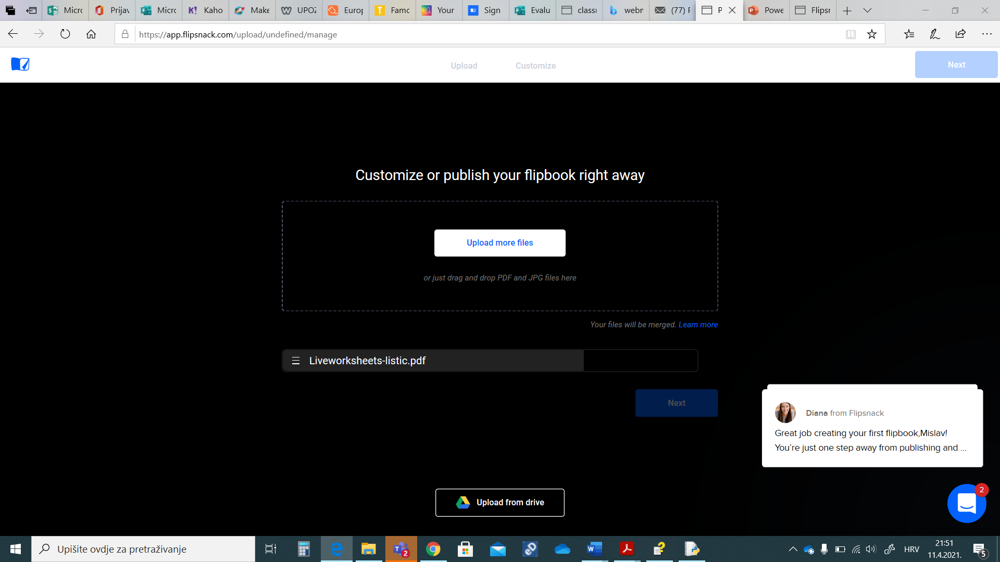 Micro
Prijav
Micro
K! Kaho
Make
UPOZ
Europ
T Famo
Your
Sign
Evalu
classr
webr
(77) F
P
Powe
Flipsr
https://app.flipsnack.com/upload/undefined/manage
Upload
Customize
Next
Customize or publish your flipbook right away
Upload more files
or just drag and drop PDF and JPG files here
Your files will be merged. Learn more
Liveworksheets-listic.pdf
Next
Diana from Flipsnack
Great job creating your first flipbook,Mislav!
You’re just one step away from publishing and ...
2
Upload from drive
Upišite ovdje za pretraživanje
2
HRV
21:51
11.4.2021.
5